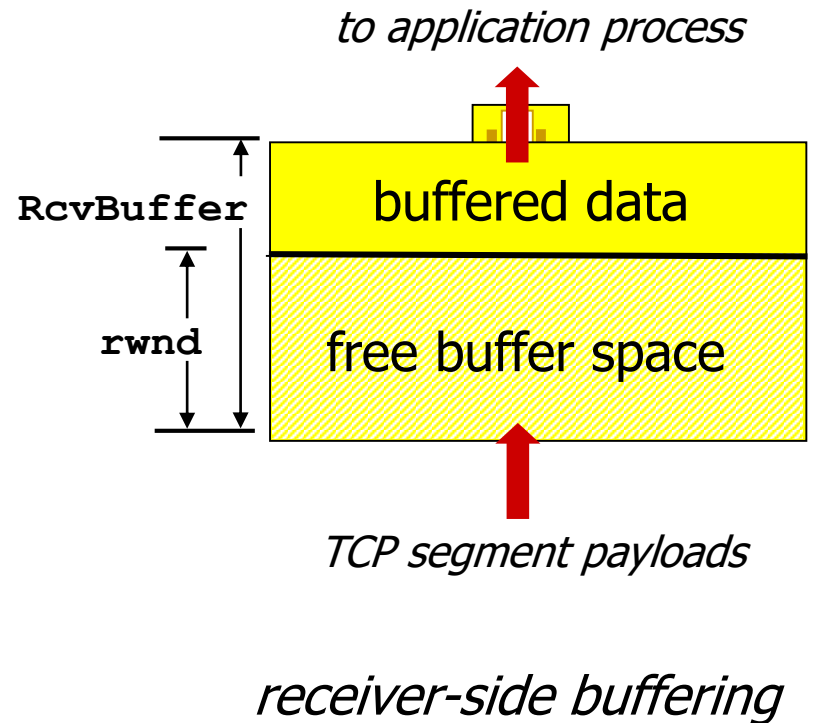 to application process
RcvBuffer
buffered data
rwnd
free buffer space
TCP segment payloads
receiver-side buffering